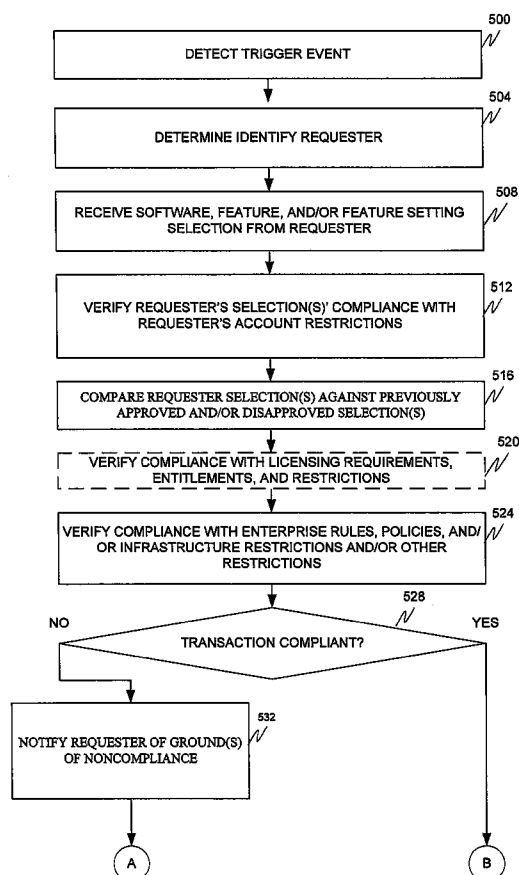 500
DETECT TRIGGER EVENT
504
DETERMINE IDENTIFY REQUESTER
508
RECEIVE SOFTWARE, FEATURE, AND/OR FEATURE SETTING
SELECTION FROM REQUESTER
512
VERIFY REQUESTER'S SELECTION(S)' COMPLIANCE WITH
REQUESTER'S ACCOUNT RESTRICTIONS
516
COMPARE REQUESTER SELECTION(S) AGAINST PREVIOUSLY
APPROVED AND/OR DISAPPROVED SELECTION(S)
520
VERIFY COMPLIANCE WITH LICENSING REQUIREMENTS,
ENTITLEMENTS, AND RESTRICTIONS
524
VERIFY COMPLIANCE WITH ENTERPRISE RULES, POLICIES, AND/
OR INFRASTRUCTURE RESTRICTIONS AND/OR OTHER
RESTRICTIONS
528
NO
YES
TRANSACTION COMPLIANT?
532
NOTIFY REQUESTER OF GROUND(S)
OF NONCOMPLIANCE
A
B